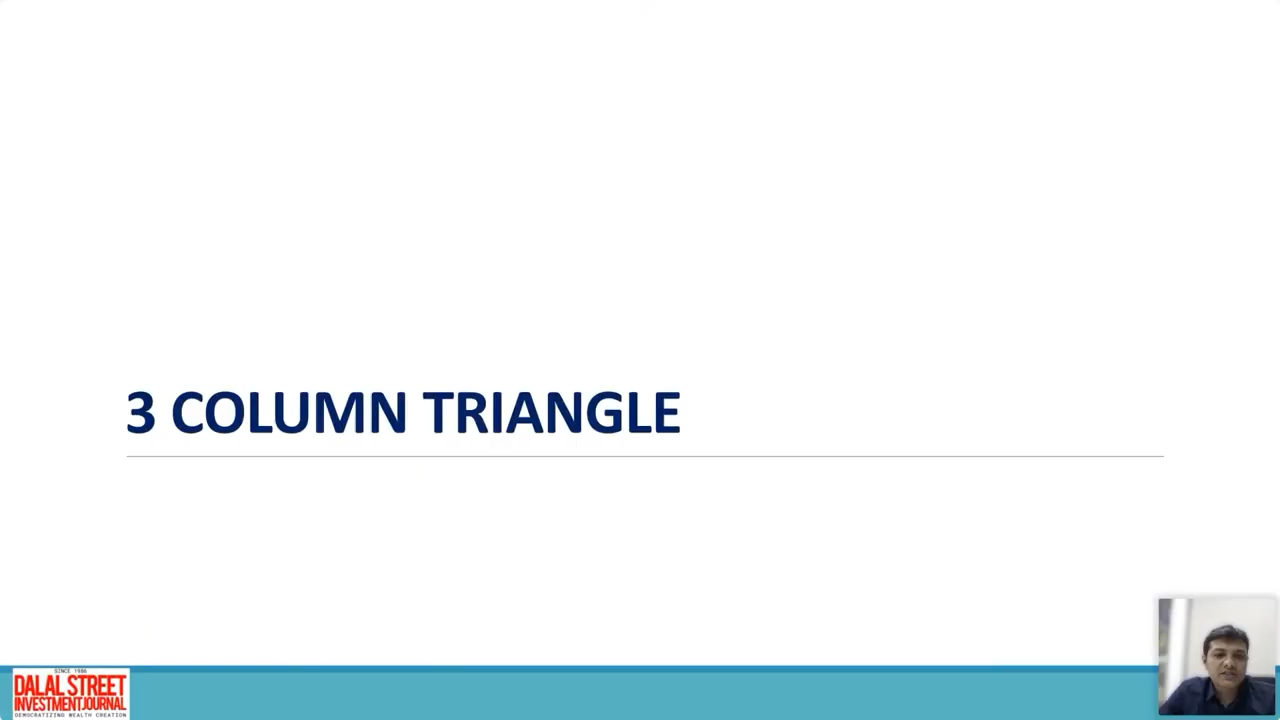 3 COLUMN TRIANGLE
SINCE 1986
DALAL STREET
INVESTMENT JOURNAL
DEMOCRATIZING WEALTH CREATION